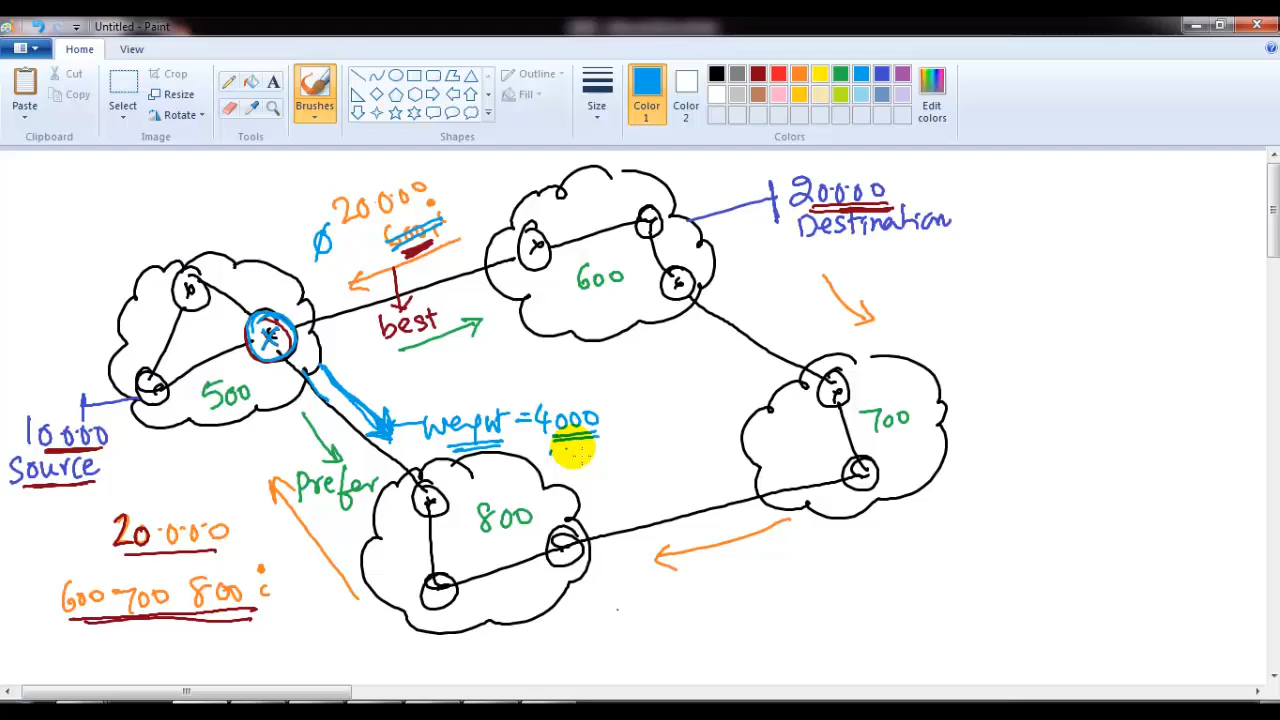 Untitled - Paint
Home
View
Paste
Cut
Copy
Clipboard
Select
Crop
Resize
Rotate
Image
Tools
Brushes
Shapes
Outline
Fill
Size
Color 1
Color 2
Edit colors
Colors
20.0.0.0
600 i
best
600
20.0.0.0
Destination
500
10.0.0.0
Source
weight = 4000
prefer
700
800
20.0.0.0
600 700 800 i